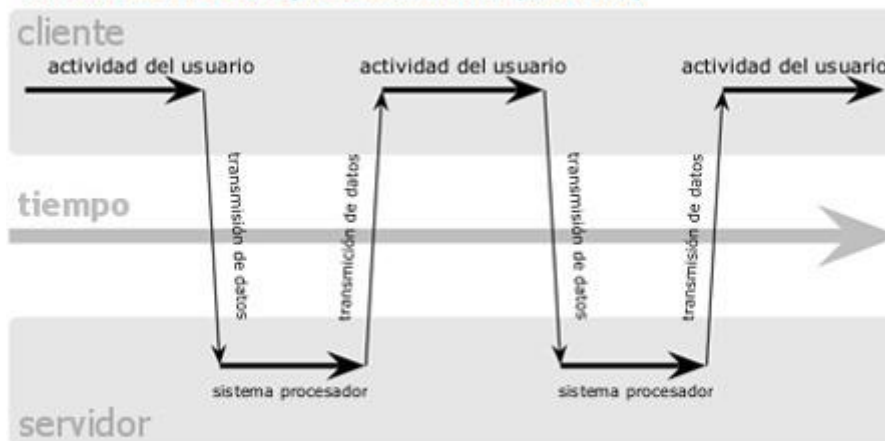 cliente
actividad del usuario
actividad del usuario
actividad del usuario
transmisión de datos
transmición de datos
transmisión de datos
transmisión de datos
tiempo
sistema procesador
sistema procesador
servidor